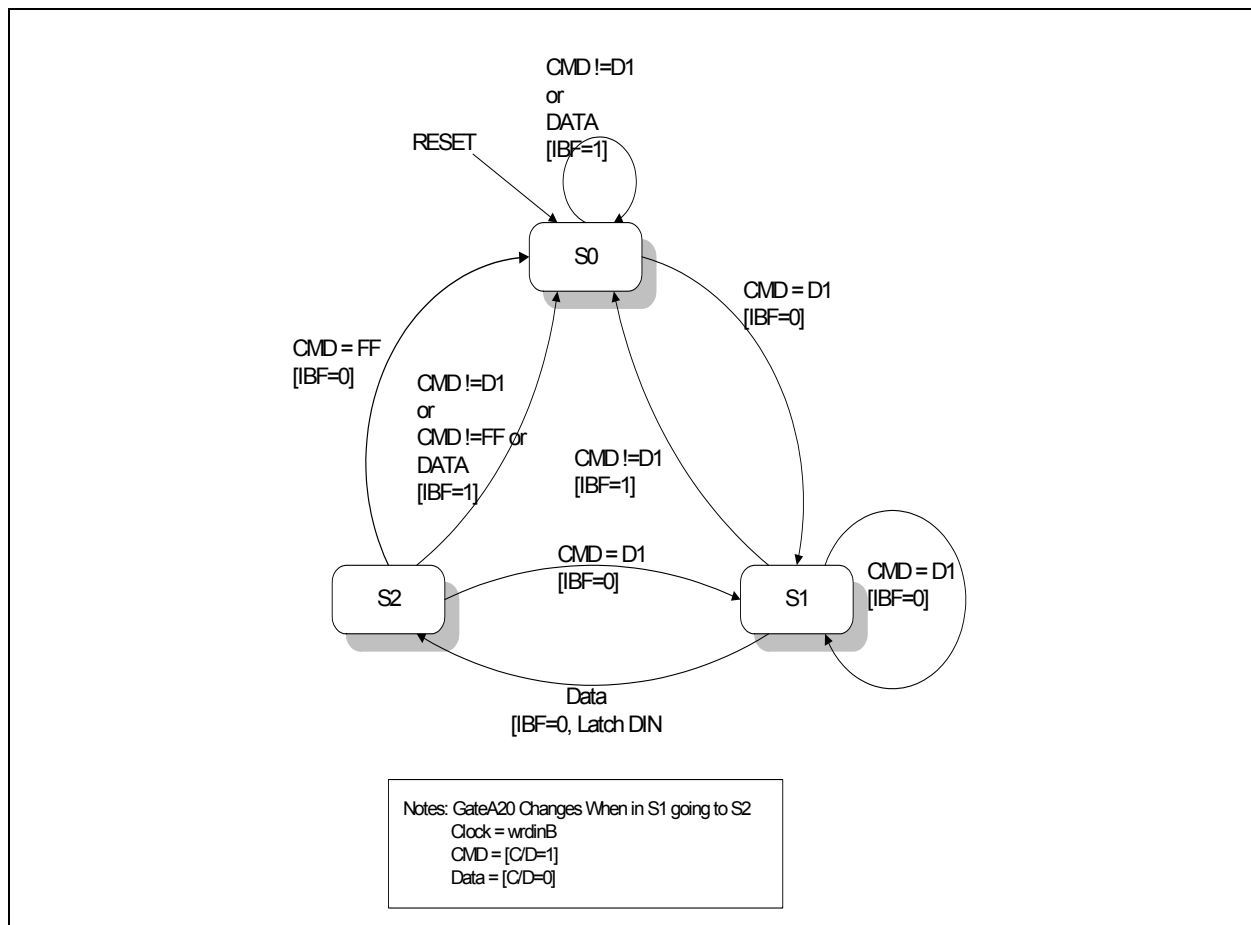 CMD !=D1
or
DATA
[IBF=1]
RESET
S0
CMD = D1
[IBF=0]
CMD = FF
[IBF=0]
CMD !=D1
or
CMD !=FF or
DATA
[IBF=1]
CMD !=D1
[IBF=1]
CMD = D1
[IBF=0]
CMD = D1
[IBF=0]
S2
S1
Data
[IBF=0, Latch DIN
Notes: GateA20 Changes When in S1 going to S2
Clock = wrdinB
CMD = [C/D=1]
Data = [C/D=0]